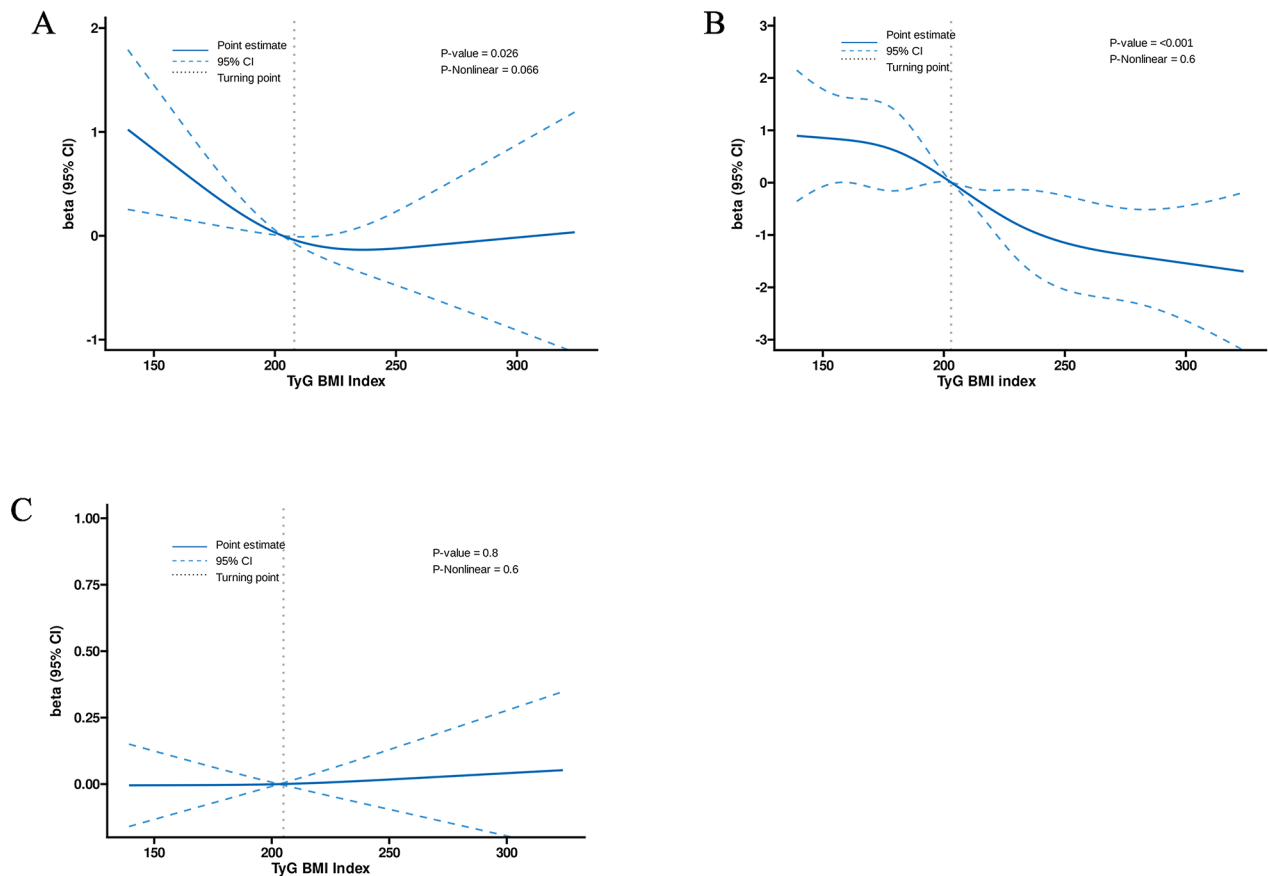 A
2
1
0
-1
150
200
250
300
beta (95% CI)
TyG BMI Index
Point estimate
95% CI
Turning point
P-value = 0.026
P-Nonlinear = 0.066
B
3
2
1
0
-1
-2
-3
150
200
250
300
beta (95% CI)
TyG BMI index
Point estimate
95% CI
Turning point
P-value = <0.001
P-Nonlinear = 0.6
C
1.00
0.75
0.50
0.25
0.00
150
200
250
300
beta (95% CI)
TyG BMI Index
Point estimate
95% CI
Turning point
P-value = 0.8
P-Nonlinear = 0.6